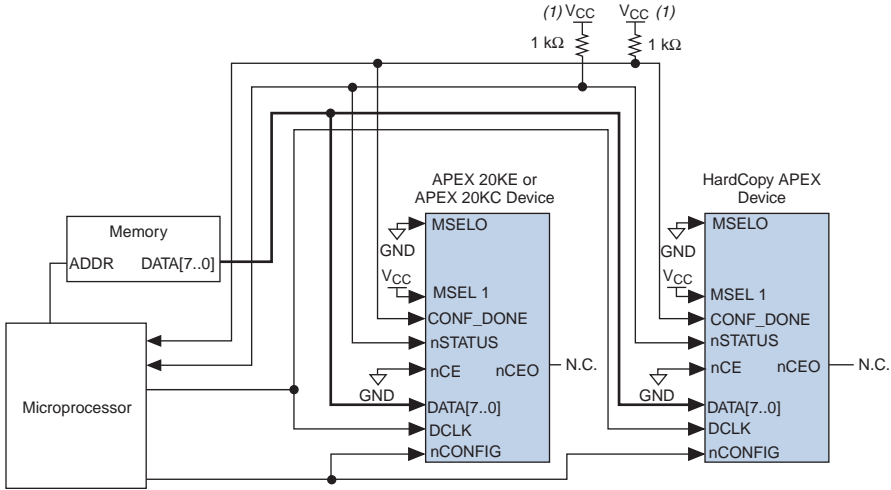 (1) VCC VCC (1)
1 kΩ 1 kΩ
APEX 20KE or
APEX 20KC Device
HardCopy APEX
Device
Memory
ADDR DATA[7..0]
Microprocessor
MSELO
GND
VCC
MSEL 1
CONF_DONE
nSTATUS
nCE nCEO N.C.
GND
DATA[7..0]
DCLK
nCONFIG
MSELO
GND
VCC
MSEL 1
CONF_DONE
nSTATUS
nCE nCEO N.C.
GND
DATA[7..0]
DCLK
nCONFIG